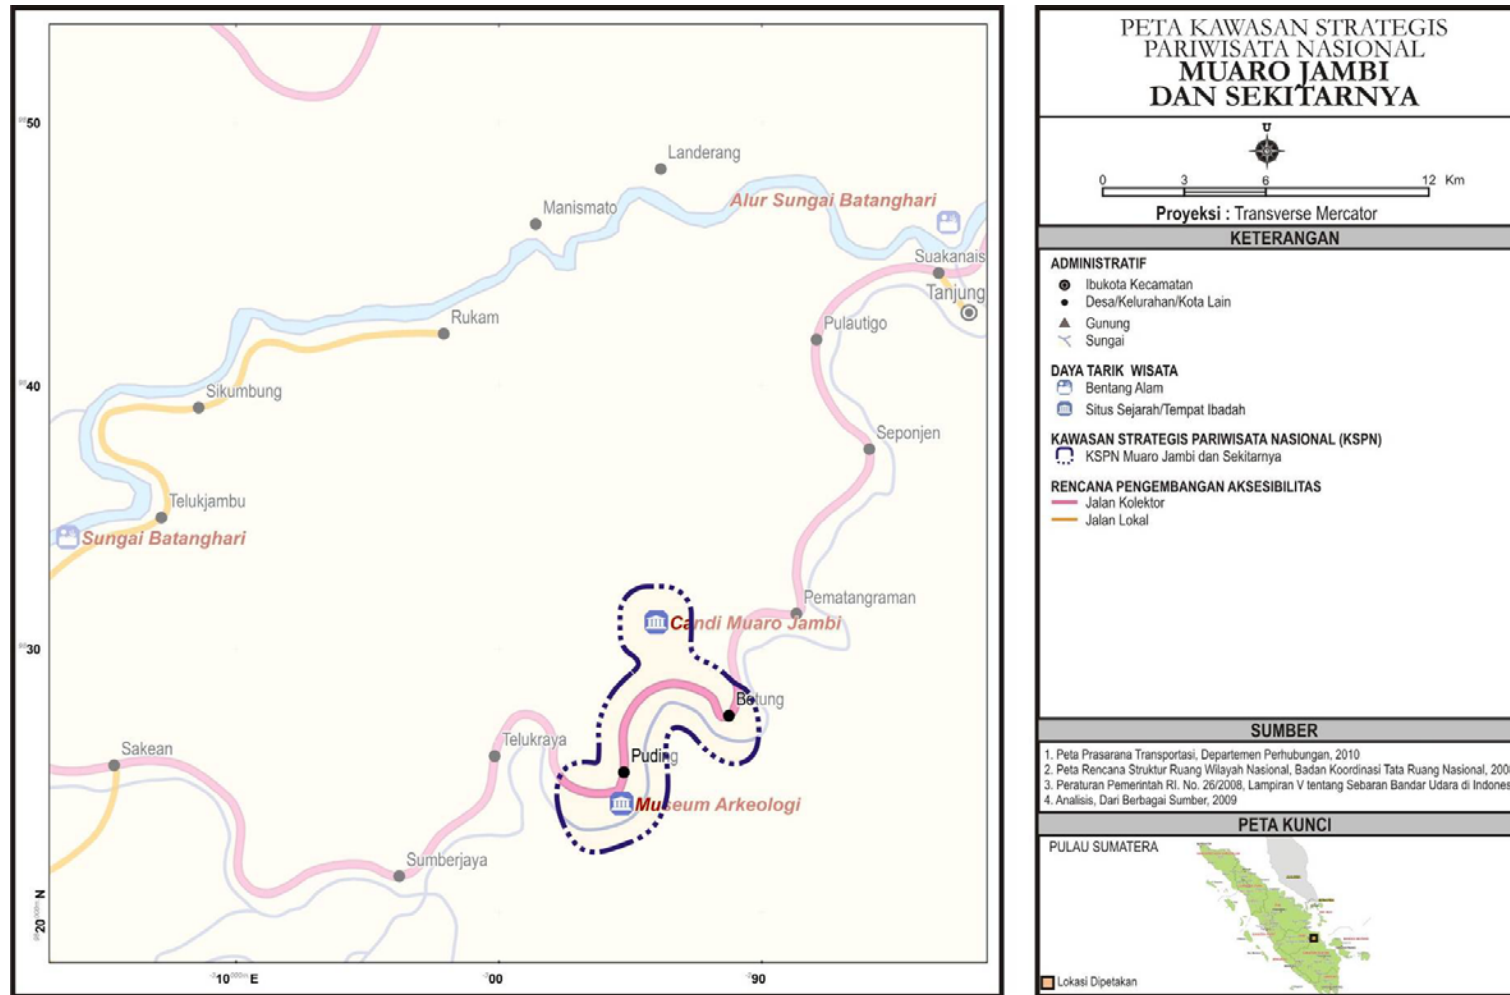 PETA KAWASAN STRATEGIS
PARIWISATA NASIONAL
MUARO JAMBI
DAN SEKITARNYA
U
0 3 6 12 Km
Proyeksi : Transverse Mercator
KETERANGAN
ADMINISTRATIF
Ibukota Kecamatan
Desa/Kelurahan/Kota Lain
Gunung
Sungai
DAYA TARIK WISATA
Bentang Alam
Situs Sejarah/Tempat Ibadah
KAWASAN STRATEGIS PARIWISATA NASIONAL (KSPN)
KSPN Muaro Jambi dan Sekitarnya
RENCANA PENGEMBANGAN AKSESIBILITAS
Jalan Kolektor
Jalan Lokal
SUMBER
1. Peta Prasarana Transportasi, Departemen Perhubungan, 2010
2. Peta Rencana Struktur Ruang Wilayah Nasional, Badan Koordinasi Tata Ruang Nasional, 200
3. Peraturan Pemerintah RI. No. 26/2008, Lampiran V tentang Sebaran Bandar Udara di Indones
4. Analisis, Dari Berbagai Sumber, 2009
PETA KUNCI
PULAU SUMATERA
Lokasi Dipetakan
50
Landerang
Manismato
Alur Sungai Batanghari
Suakanais
Tanjung
Rukam
Pulautigo
40
Sikumbung
Seponjen
Telukjambu
Sungai Batanghari
Pematangraman
Candi Muaro Jambi
30
Betung
Telukraya
Sakean
Puding
Museum Arkeologi
Sumberjaya
20 N
10 E
00
90